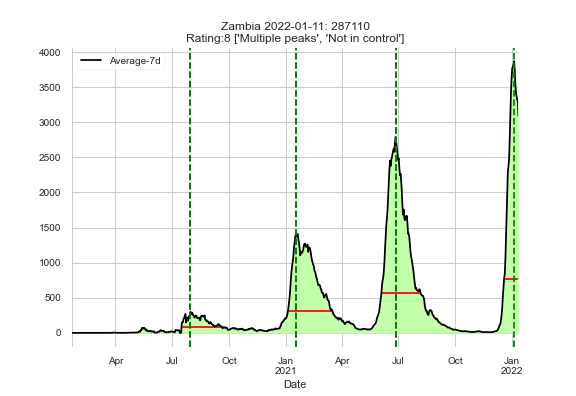 Zambia 2022-01-11: 287110
Rating:8 ['Multiple peaks', 'Not in control']
Average-7d
4000
3500
3000
2500
2000
1500
1000
500
0
Apr
Jul
Oct
Jan
2021
Apr
Jul
Oct
Jan
2022
Date